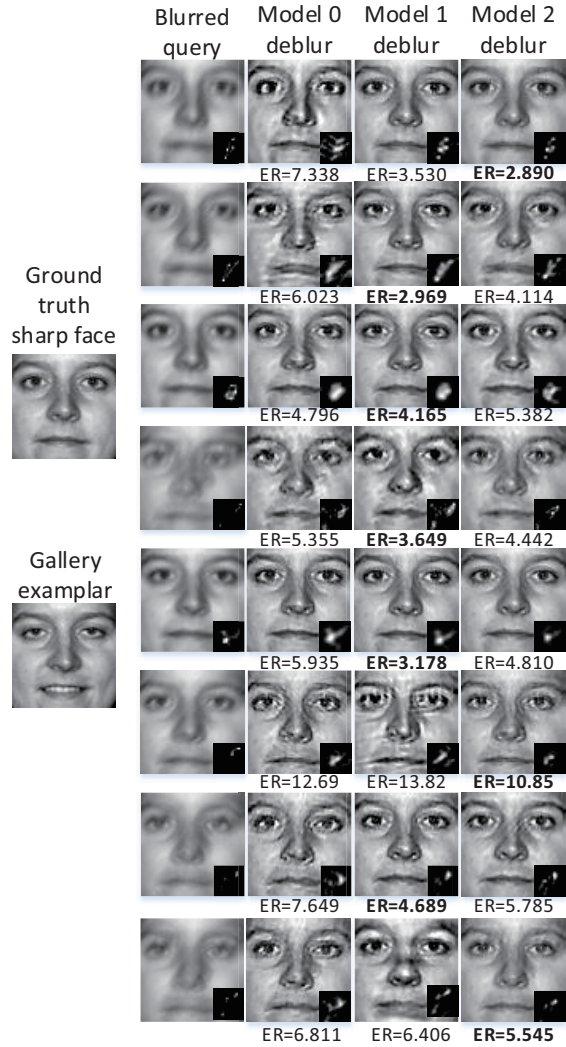 Blurred query
Model 0 deblur
Model 1 deblur
Model 2 deblur
ER=7.338 ER=3.530 ER=2.890
ER=6.023 ER=2.969 ER=4.114
Ground
truth
sharp face
ER=4.796 ER=4.165 ER=5.382
ER=5.355 ER=3.649 ER=4.442
Gallery
examplar
ER=5.935 ER=3.178 ER=4.810
ER=12.69 ER=13.82 ER=10.85
ER=7.649 ER=4.689 ER=5.785
ER=6.811 ER=6.406 ER=5.545